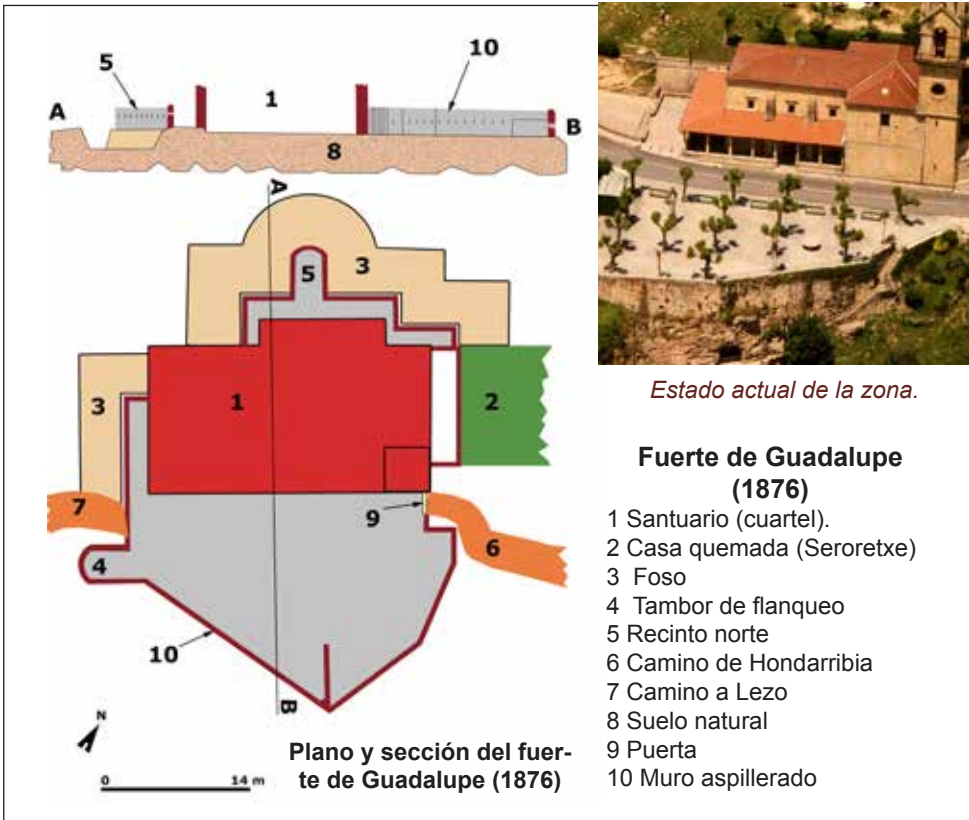 5
10
A
1
B
8
A
5
3
1
2
3
7
9
6
4
10
B
N
0 14 m
Plano y sección del fuer-
te de Guadalupe (1876)
Estado actual de la zona.
Fuerte de Guadalupe
(1876)
1 Santuario (cuartel).
2 Casa quemada (Seroretxe)
3 Foso
4 Tambor de flanqueo
5 Recinto norte
6 Camino de Hondarribia
7 Camino a Lezo
8 Suelo natural
9 Puerta
10 Muro aspillerado